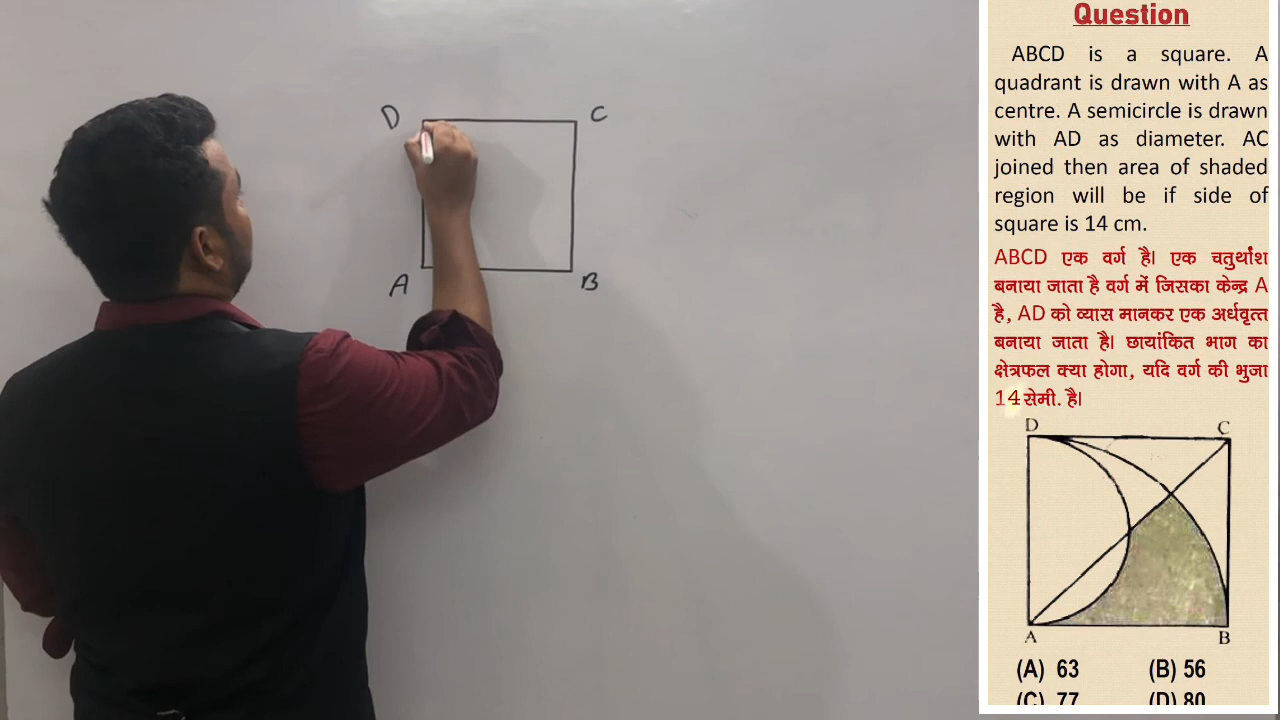 D
C
A
B
Question
ABCD is a square. A
quadrant is drawn with A as
centre. A semicircle is drawn
with AD as diameter. AC
joined then area of shaded
region will be if side of
square is 14 cm.
ABCD एक वर्ग है। एक चतुर्थांश
बनाया जाता है वर्ग में जिसका केन्द्र A
है, AD को व्यास मानकर एक अर्धवृत्त
बनाया जाता है। छायांकित भाग का
क्षेत्रफल क्या होगा, यदि वर्ग की भुजा
14 सेमी. है।
D C
A B
(A) 63 (B) 56
(C) 77 (D) 80